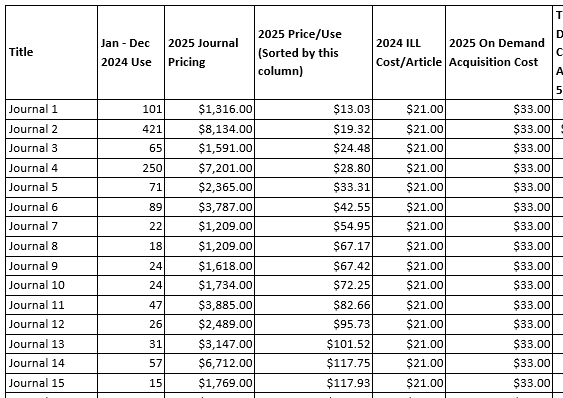 Title Jan - Dec 2024 Use 2025 Journal Pricing 2025 Price/Use (Sorted by this column) 2024 ILL Cost/Article 2025 On Demand Acquisition Cost
Journal 1 101 $1,316.00 $13.03 $21.00 $33.00
Journal 2 421 $8,134.00 $19.32 $21.00 $33.00
Journal 3 65 $1,591.00 $24.48 $21.00 $33.00
Journal 4 250 $7,201.00 $28.80 $21.00 $33.00
Journal 5 71 $2,365.00 $33.31 $21.00 $33.00
Journal 6 89 $3,787.00 $42.55 $21.00 $33.00
Journal 7 22 $1,209.00 $54.95 $21.00 $33.00
Journal 8 18 $1,209.00 $67.17 $21.00 $33.00
Journal 9 24 $1,618.00 $67.42 $21.00 $33.00
Journal 10 24 $1,734.00 $72.25 $21.00 $33.00
Journal 11 47 $3,885.00 $82.66 $21.00 $33.00
Journal 12 26 $2,489.00 $95.73 $21.00 $33.00
Journal 13 31 $3,147.00 $101.52 $21.00 $33.00
Journal 14 57 $6,712.00 $117.75 $21.00 $33.00
Journal 15 15 $1,769.00 $117.93 $21.00 $33.00